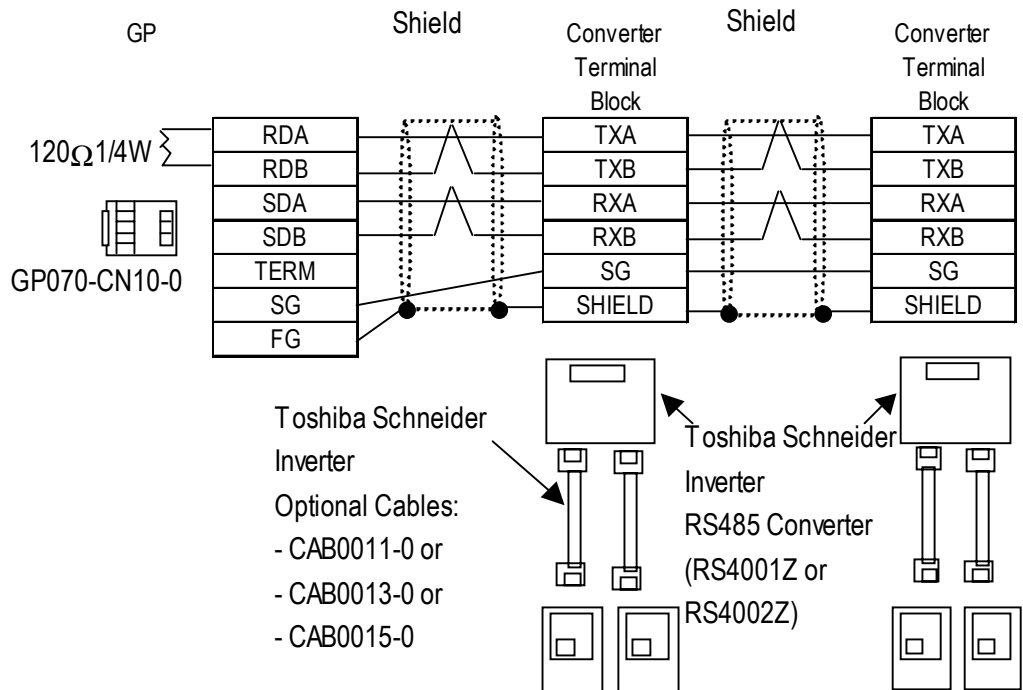 GP
Shield
Converter
Terminal
Block
Shield
Converter
Terminal
Block
120Ω1/4W
GP070-CN10-0
RDA
RDB
SDA
SDB
TERM
SG
FG
TXA
TXB
RXA
RXB
SG
SHIELD
TXA
TXB
RXA
RXB
SG
SHIELD
Toshiba Schneider
Inverter
Optional Cables:
- CAB0011-0 or
- CAB0013-0 or
- CAB0015-0
Toshiba Schneider
Inverter
RS485 Converter
(RS4001Z or
RS4002Z)